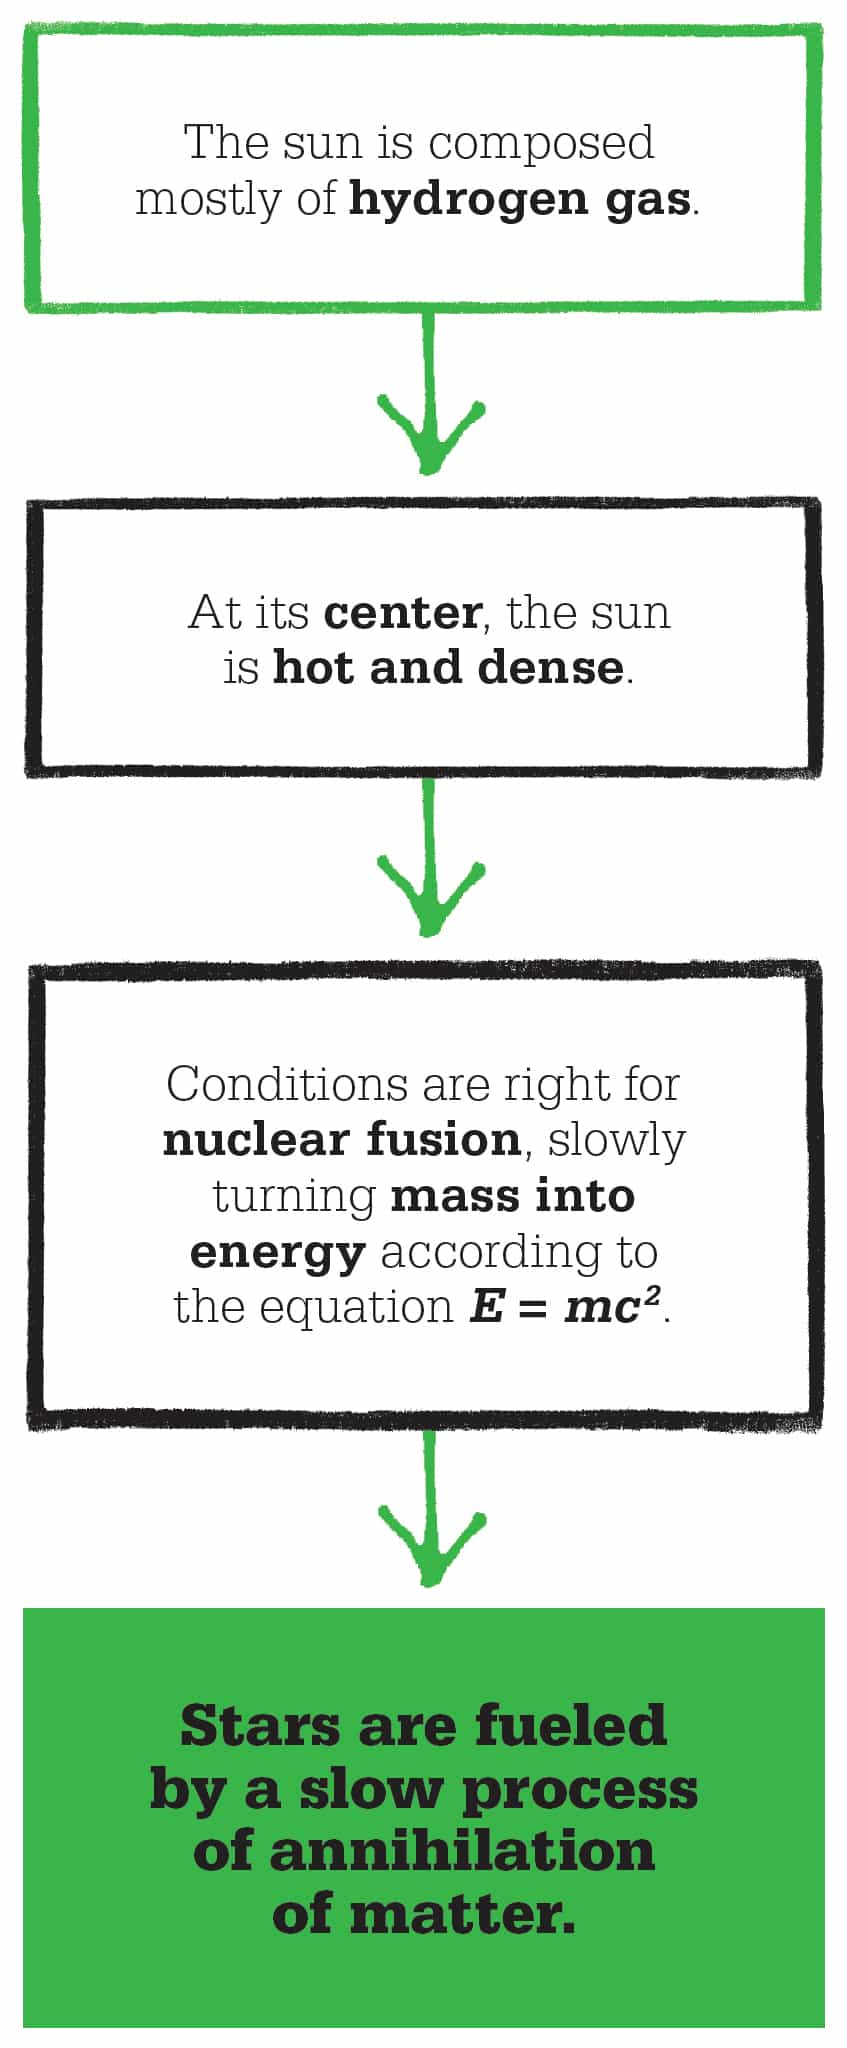 The sun is composed
mostly of hydrogen gas.
At its center, the sun
is hot and dense.
Conditions are right for
nuclear fusion, slowly
turning mass into
energy according to
the equation E = mc².
Stars are fueled
by a slow process
of annihilation
of matter.